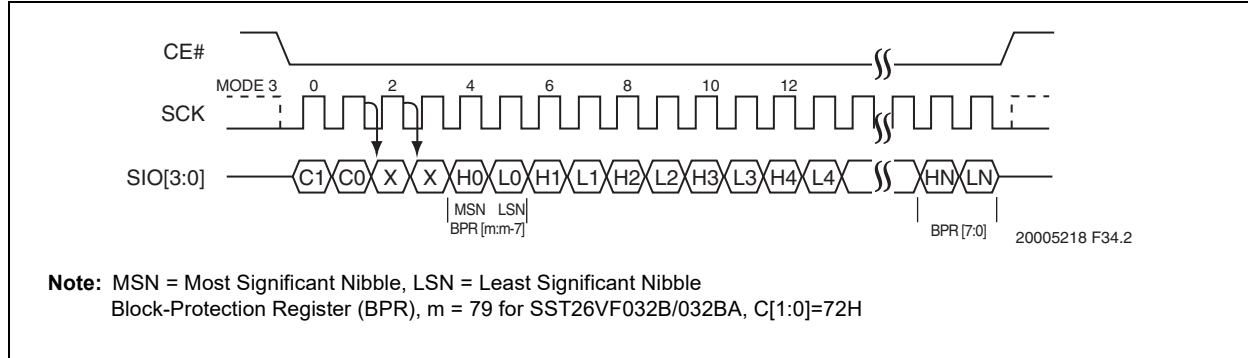 CE#
MODE 3 0 2 4 6 8 10 12
SCK
SIO[3:0] C1 C0 X X H0 L0 H1 L1 H2 L2 H3 L3 H4 L4 HN LN
MSN LSN
BPR [m:m-7]
BPR [7:0]
20005218 F34.2
Note: MSN = Most Significant Nibble, LSN = Least Significant Nibble
Block-Protection Register (BPR), m = 79 for SST26VF032B/032BA, C[1:0]=72H